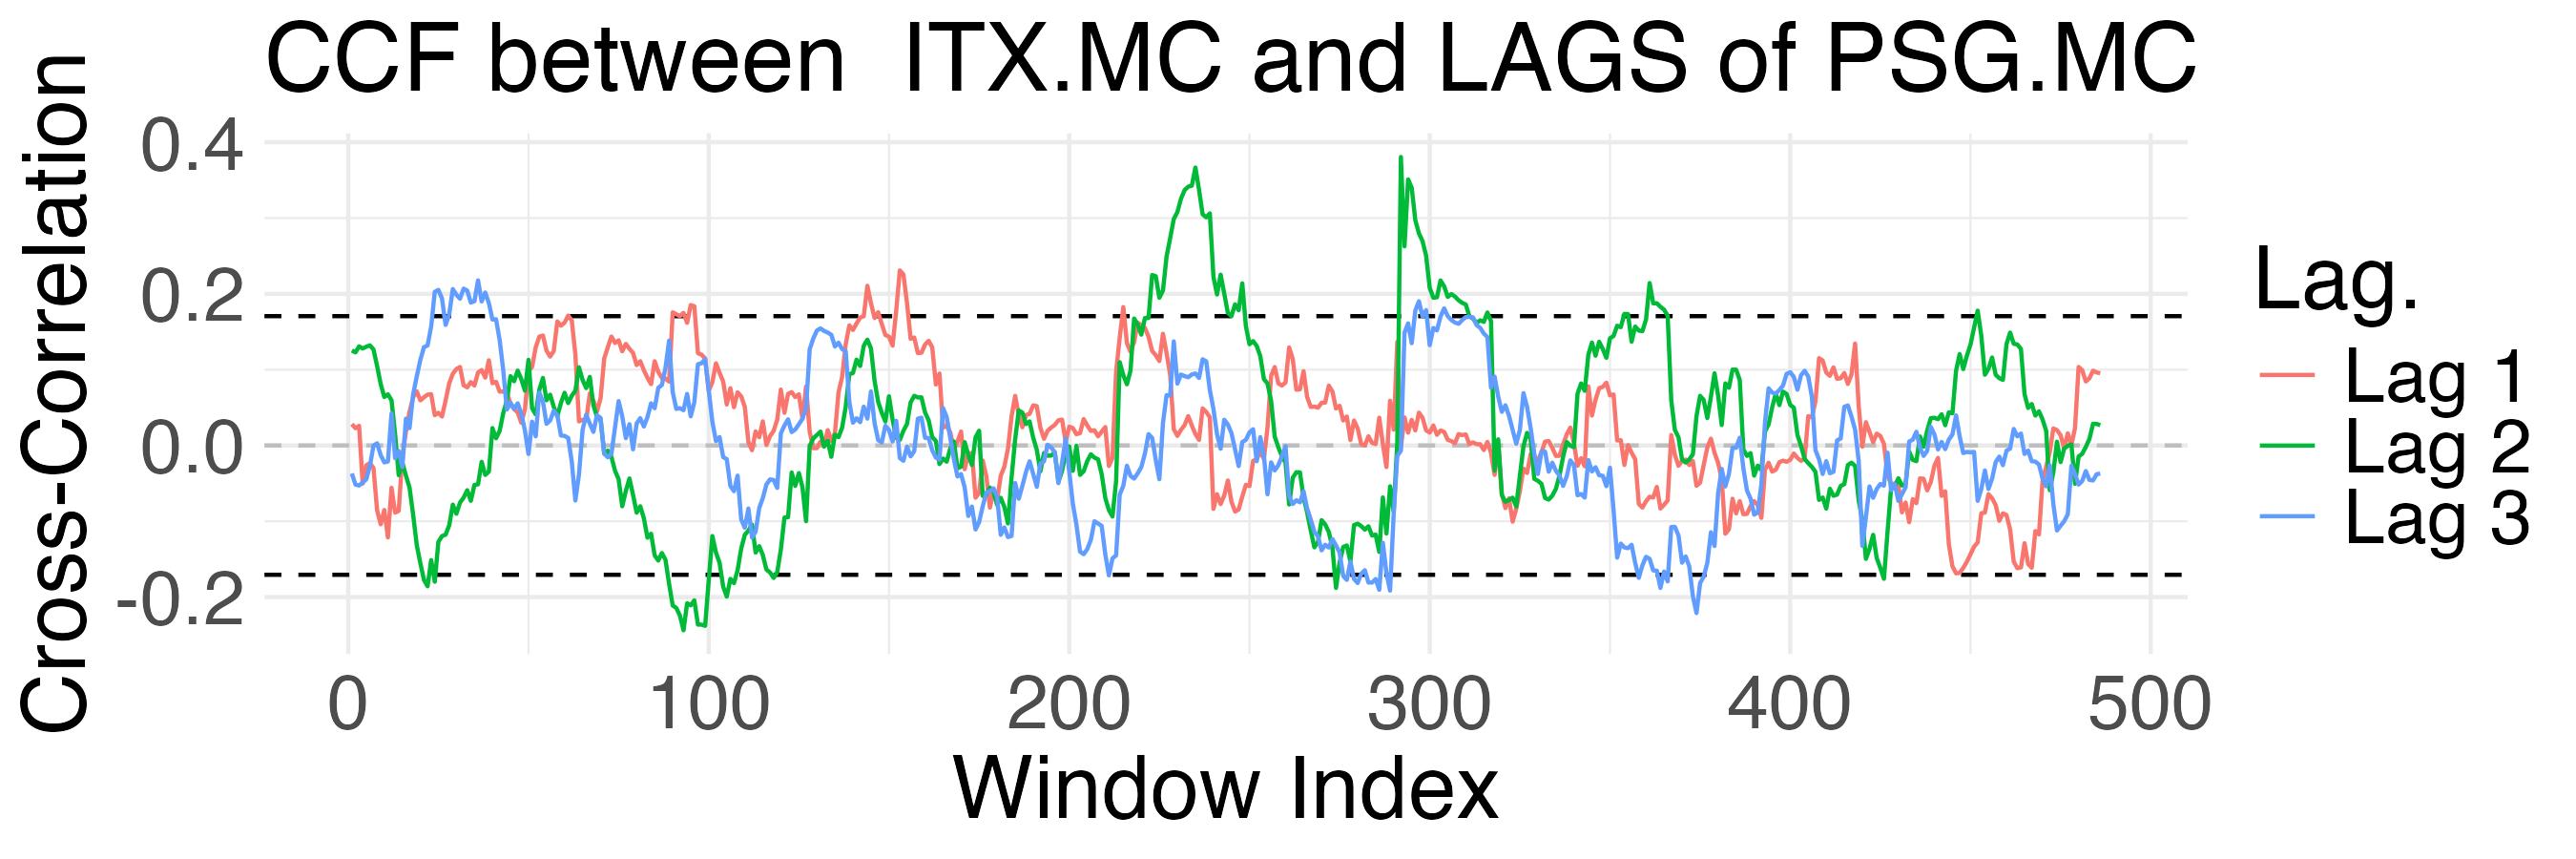 CCF between  ITX.MC and LAGS of PSG.MC
Cross-Correlation
0.4
0.2
0.0
-0.2
0 100 200 300 400 500
Window Index
Lag.
Lag 1
Lag 2
Lag 3